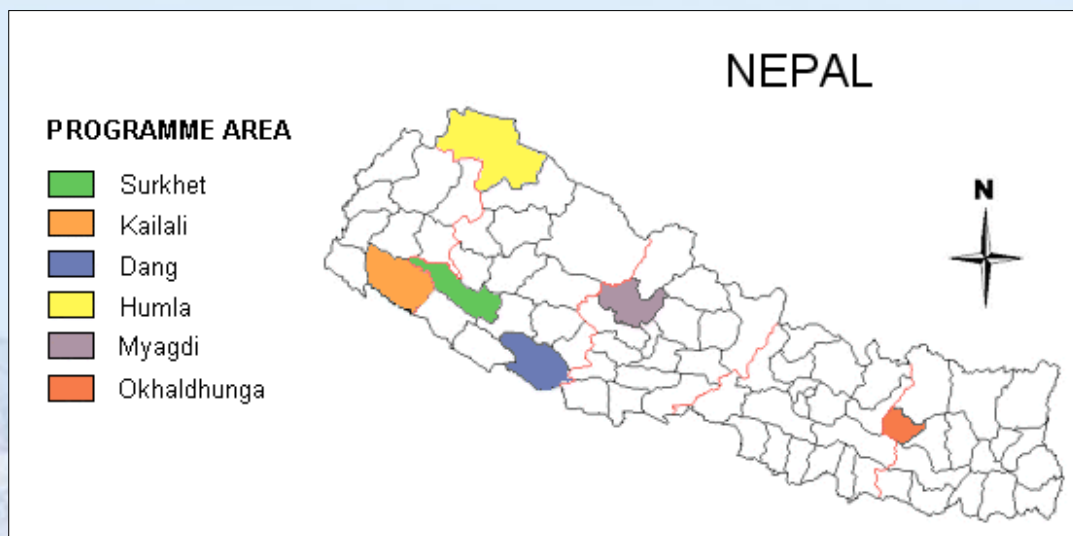 NEPAL
PROGRAMME AREA
Surkhet
Kailali
Dang
Humla
Myagdi
Okhaldhunga
N